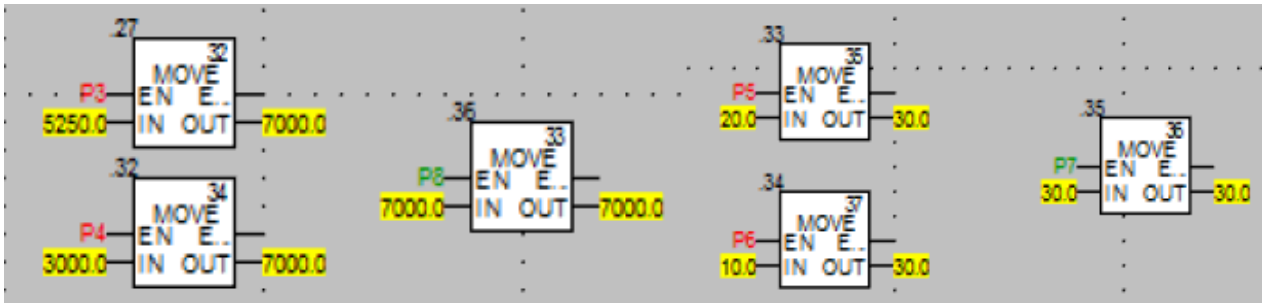 .27
32
MOVE
P3 EN E..
5250.0 IN OUT 7000.0
.32
34
MOVE
P4 EN E..
3000.0 IN OUT 7000.0
.36
33
MOVE
P8 EN E..
7000.0 IN OUT 7000.0
.33
35
MOVE
P5 EN E..
20.0 IN OUT 30.0
.34
37
MOVE
P6 EN E..
10.0 IN OUT 30.0
.35
36
MOVE
P7 EN E..
30.0 IN OUT 30.0